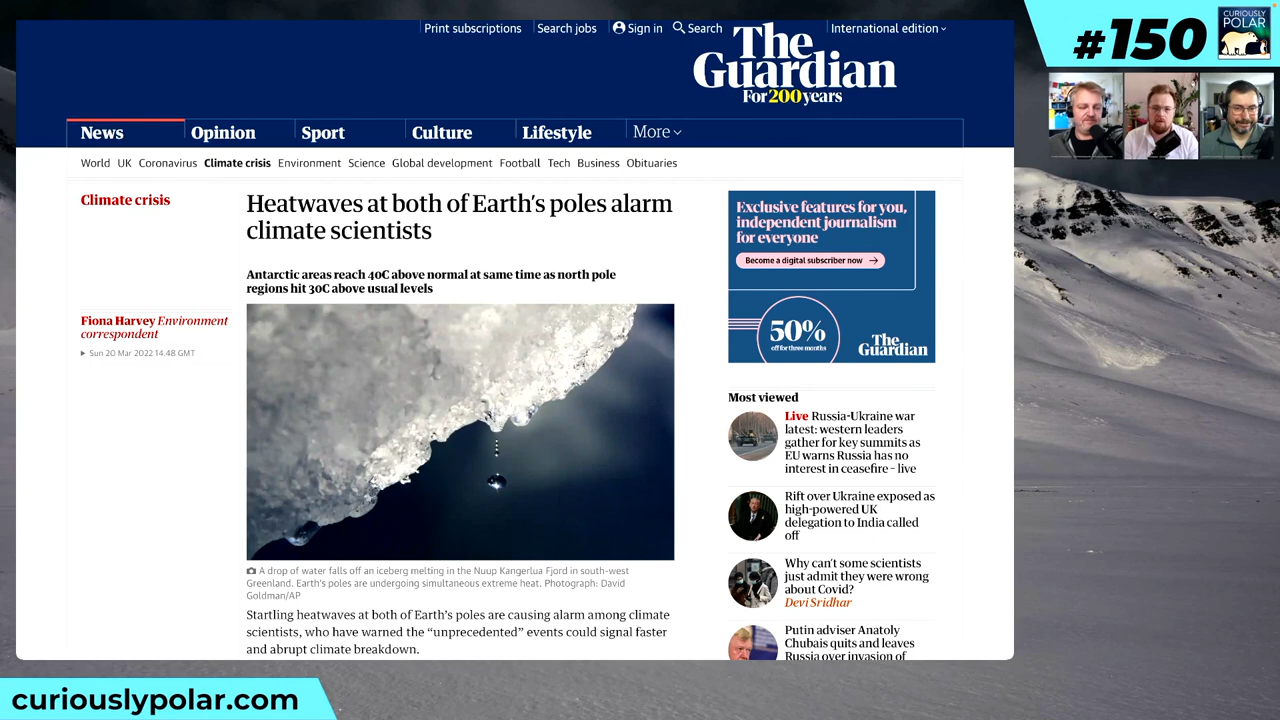 Print subscriptions
Search jobs
Sign in
Search
International edition
The
Guardian
For 200 years
#150
CURIOUSLY
POLAR
News
Opinion
Sport
Culture
Lifestyle
More
World UK Coronavirus Climate crisis Environment Science Global development Football Tech Business Obituaries
Climate crisis
Heatwaves at both of Earth's poles alarm
climate scientists
Antarctic areas reach 40C above normal at same time as north pole
regions hit 30C above usual levels
Fiona Harvey Environment
correspondent
Sun 20 Mar 2022 14.48 GMT
A drop of water falls off an iceberg melting in the Nuup Kangerlua Fjord in south-west
Greenland. Earth's poles are undergoing simultaneous extreme heat. Photograph: David
Goldman/AP
Startling heatwaves at both of Earth's poles are causing alarm among climate
scientists, who have warned the “unprecedented” events could signal faster
and abrupt climate breakdown.
Exclusive features for you,
independent journalism
for everyone
Become a digital subscriber now
50%
off for three months
The
Guardian
Most viewed
Live Russia-Ukraine war
latest: western leaders
gather for key summits as
EU warns Russia has no
interest in ceasefire – live
Rift over Ukraine exposed as
high-powered UK
delegation to India called
off
Why can't some scientists
just admit they were wrong
about Covid?
Devi Sridhar
Putin adviser Anatoly
Chubais quits and leaves
Russia over invasion of
curiouslypolar.com